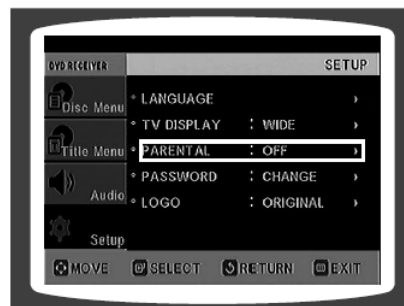 DVD RECEIVER SETUP
Disc Menu
LANGUAGE
TV DISPLAY : WIDE
Title Menu
PARENTAL : OFF
PASSWORD : CHANGE
Audio
LOGO : ORIGINAL
Setup
MOVE SELECT RETURN EXIT